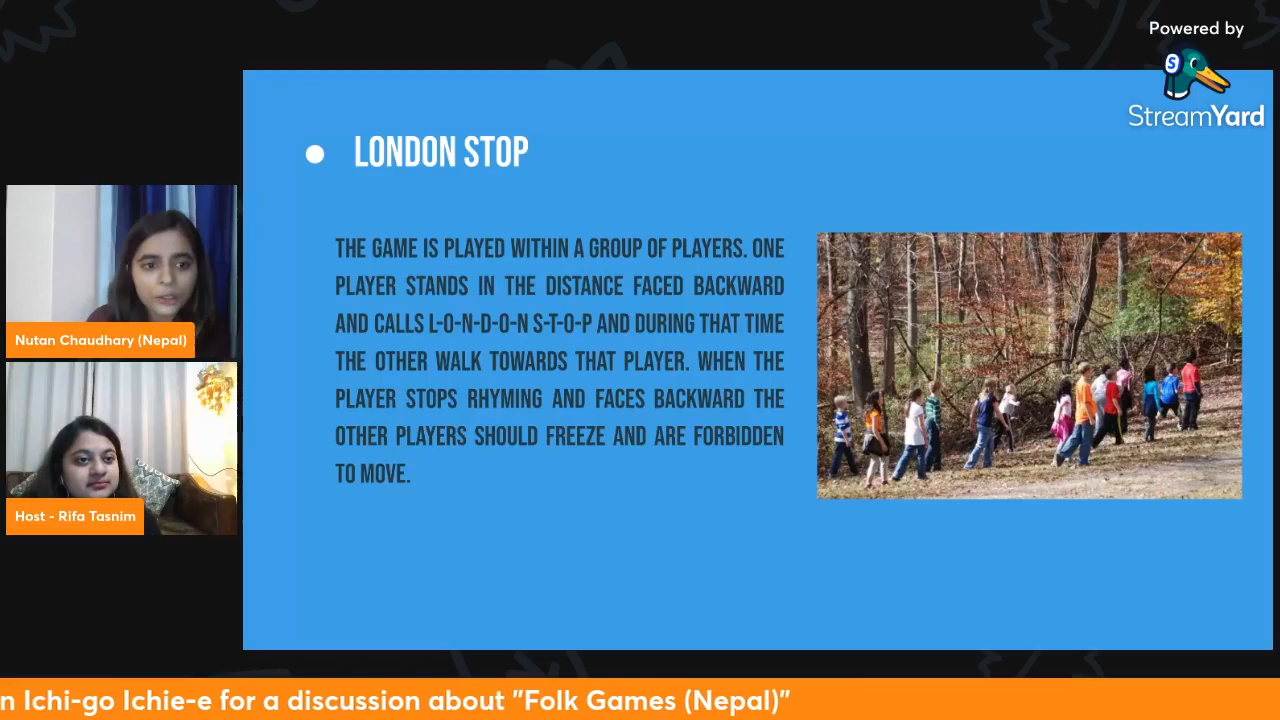 Powered by
StreamYard
LONDON STOP
THE GAME IS PLAYED WITHIN A GROUP OF PLAYERS. ONE
PLAYER STANDS IN THE DISTANCE FACED BACKWARD
AND CALLS L-O-N-D-O-N S-T-O-P AND DURING THAT TIME
THE OTHER WALK TOWARDS THAT PLAYER. WHEN THE
PLAYER STOPS RHYMING AND FACES BACKWARD THE
OTHER PLAYERS SHOULD FREEZE AND ARE FORBIDDEN
TO MOVE.
Nutan Chaudhary (Nepal)
Host - Rifa Tasnim
n Ichi-go Ichie-e for a discussion about "Folk Games (Nepal)"